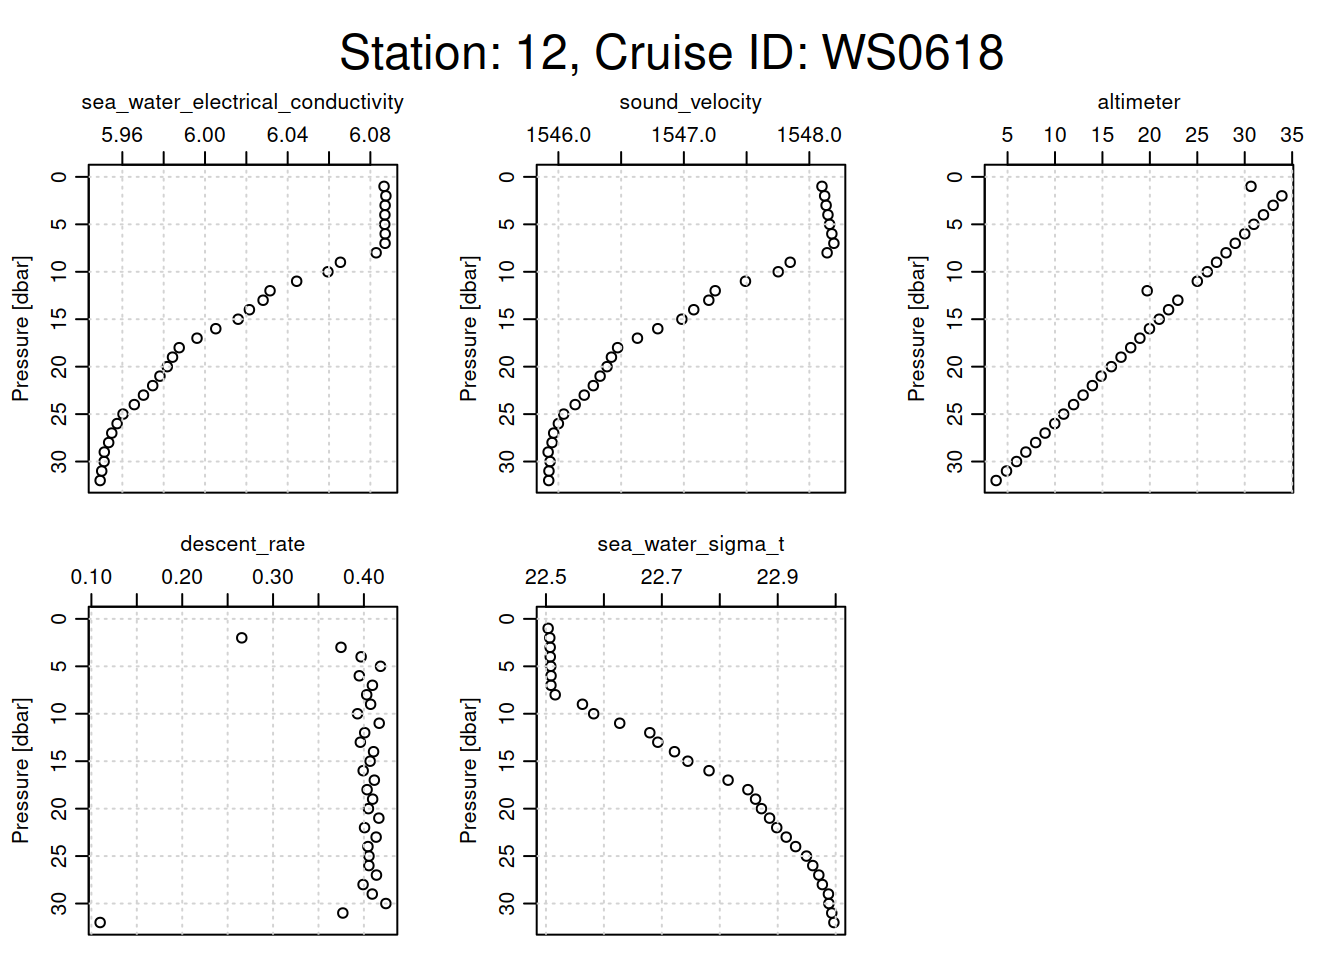 Station: 12, Cruise ID: WS0618
sea_water_electrical_conductivity
5.96 6.00 6.04 6.08
Pressure [dbar]
0 5 10 15 20 25 30
sound_velocity
1546.0 1547.0 1548.0
Pressure [dbar]
0 5 10 15 20 25 30
altimeter
5 10 15 20 25 30 35
Pressure [dbar]
0 5 10 15 20 25 30
descent_rate
0.10 0.20 0.30 0.40
Pressure [dbar]
0 5 10 15 20 25 30
sea_water_sigma_t
22.5 22.7 22.9
Pressure [dbar]
0 5 10 15 20 25 30